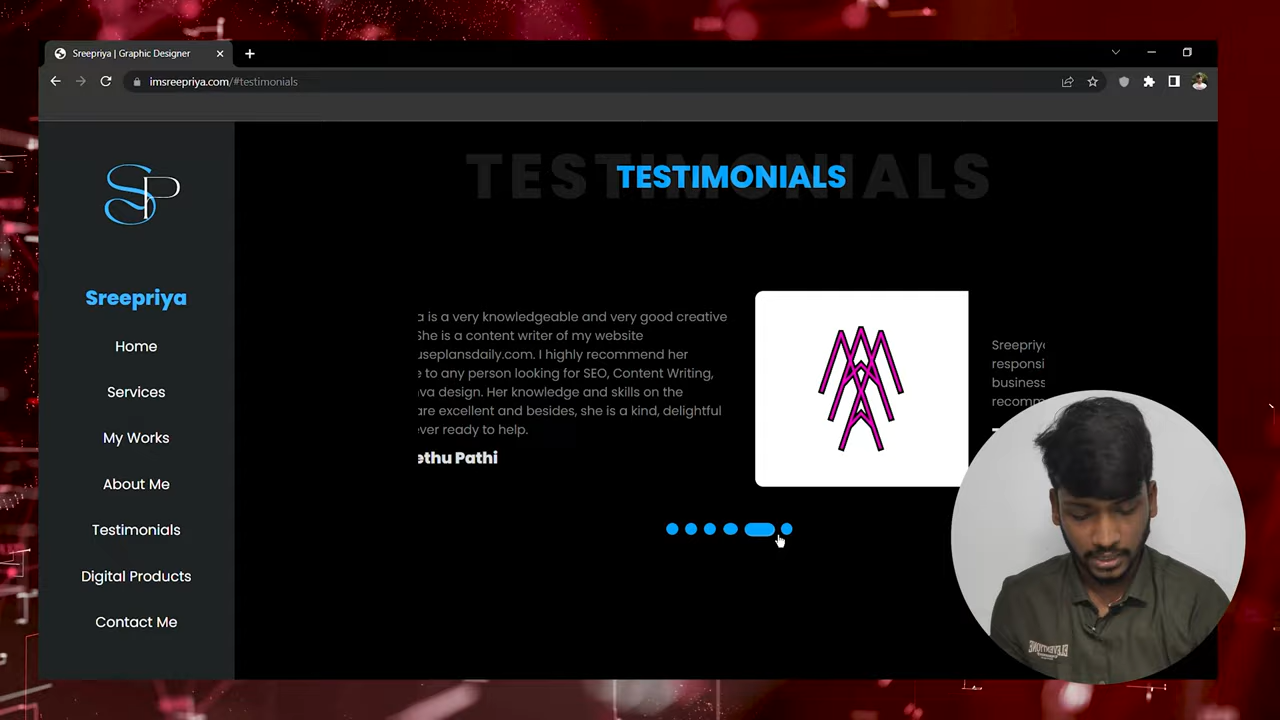 Sreepriya | Graphic Designer
imsreepriya.com/#testimonials
SP
Sreepriya
Home
Services
My Works
About Me
Testimonials
Digital Products
Contact Me
TESTIMONIALS
TESTIMONIALS
a is a very knowledgeable and very good creative
She is a content writer of my website
useplansdaily.com. I highly recommend her
e to any person looking for SEO, Content Writing,
va design. Her knowledge and skills on the
are excellent and besides, she is a kind, delightful
ever ready to help.
ethu Pathi
Sreepriya
responsi
business
recomm